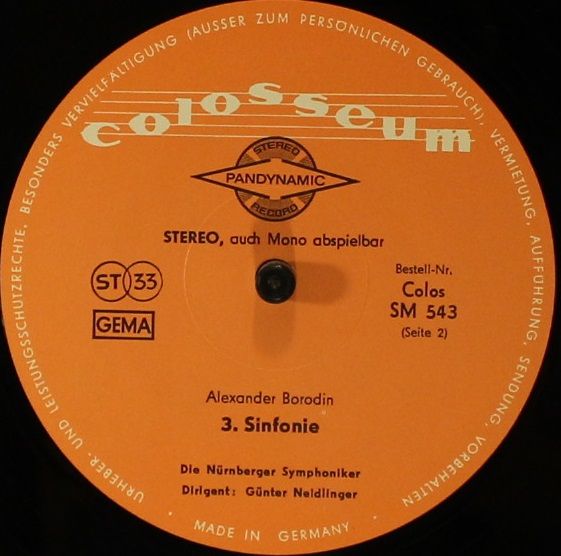 URHEBER- UND LEISTUNGSSCHUTZRECHTE, BESONDERS VERVIELFALTIGUNG (AUSSER ZUM PERSÖNLICHEN GEBRAUCH), VERMIETUNG, AUFFÜHRUNG, SENDUNG, VORBEHALTEN
colosseum
STEREO
PANDYNAMIC
RECORD
STEREO, auch Mono abspielbar
ST 33
GEMA
Bestell-Nr.
Colos
SM 543
(Seite 2)
Alexander Borodin
3. Sinfonie
Die Nürnberger Symphoniker
Dirigent: Günter Neidlinger
• MADE IN GERMANY •